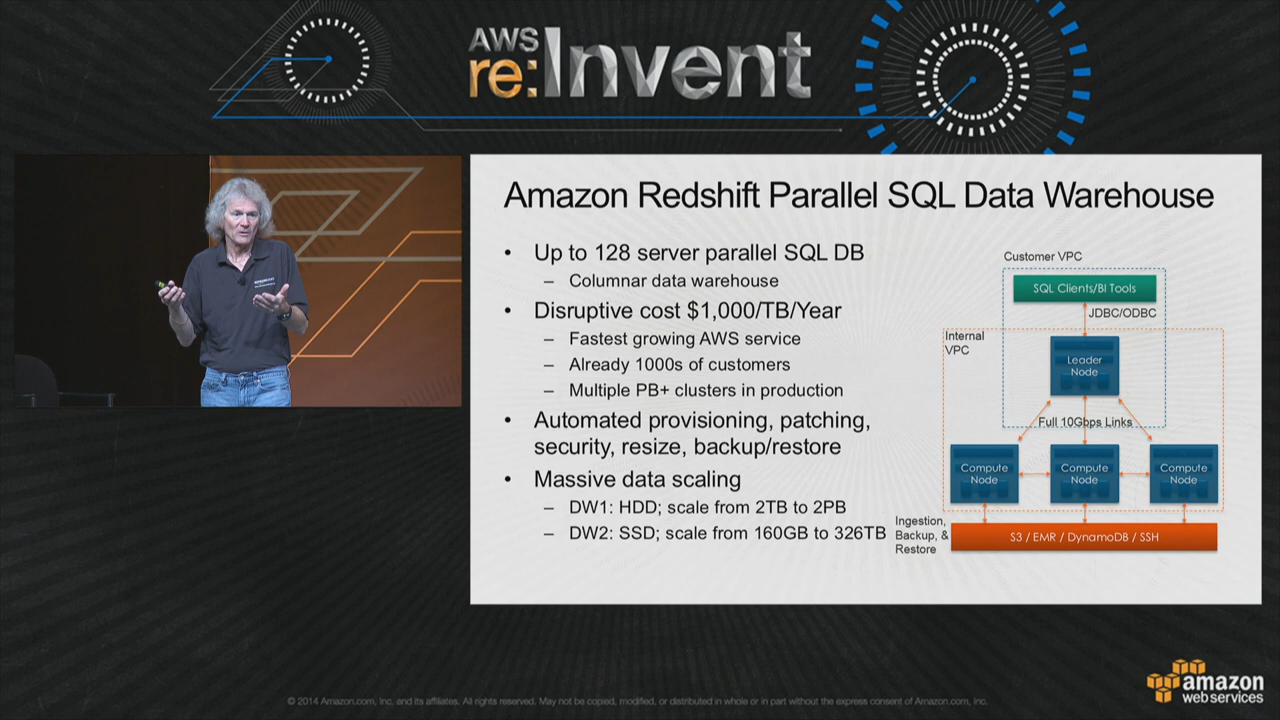 AWS
re:Invent
Amazon Redshift Parallel SQL Data Warehouse
• Up to 128 server parallel SQL DB
– Columnar data warehouse
• Disruptive cost $1,000/TB/Year
– Fastest growing AWS service
– Already 1000s of customers
– Multiple PB+ clusters in production
• Automated provisioning, patching,
security, resize, backup/restore
• Massive data scaling
– DW1: HDD; scale from 2TB to 2PB
– DW2: SSD; scale from 160GB to 326TB
Customer VPC
SQL Clients/BI Tools
JDBC/ODBC
Internal
VPC
Leader
Node
Full 10Gbps Links
Compute
Node
Compute
Node
Compute
Node
Ingestion,
Backup, &
Restore
S3 / EMR / DynamoDB / SSH
© 2014 Amazon.com, Inc. and its affiliates. All rights reserved. May not be copied, modified, or distributed in whole or in part without the express consent of Amazon.com, Inc.
amazon
web services